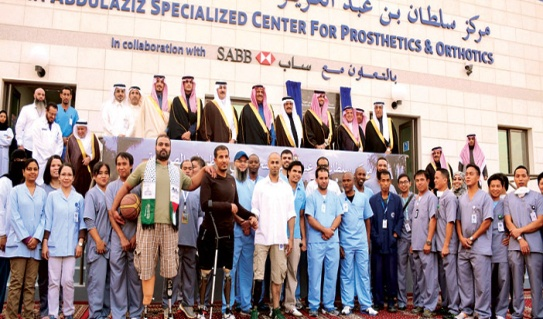 مركز سلطان بن عبد العزيز
ABDULAZIZ SPECIALIZED CENTER FOR PROSTHETICS & ORTHOTICS
In collaboration with SABB ساب بالتعاون مع